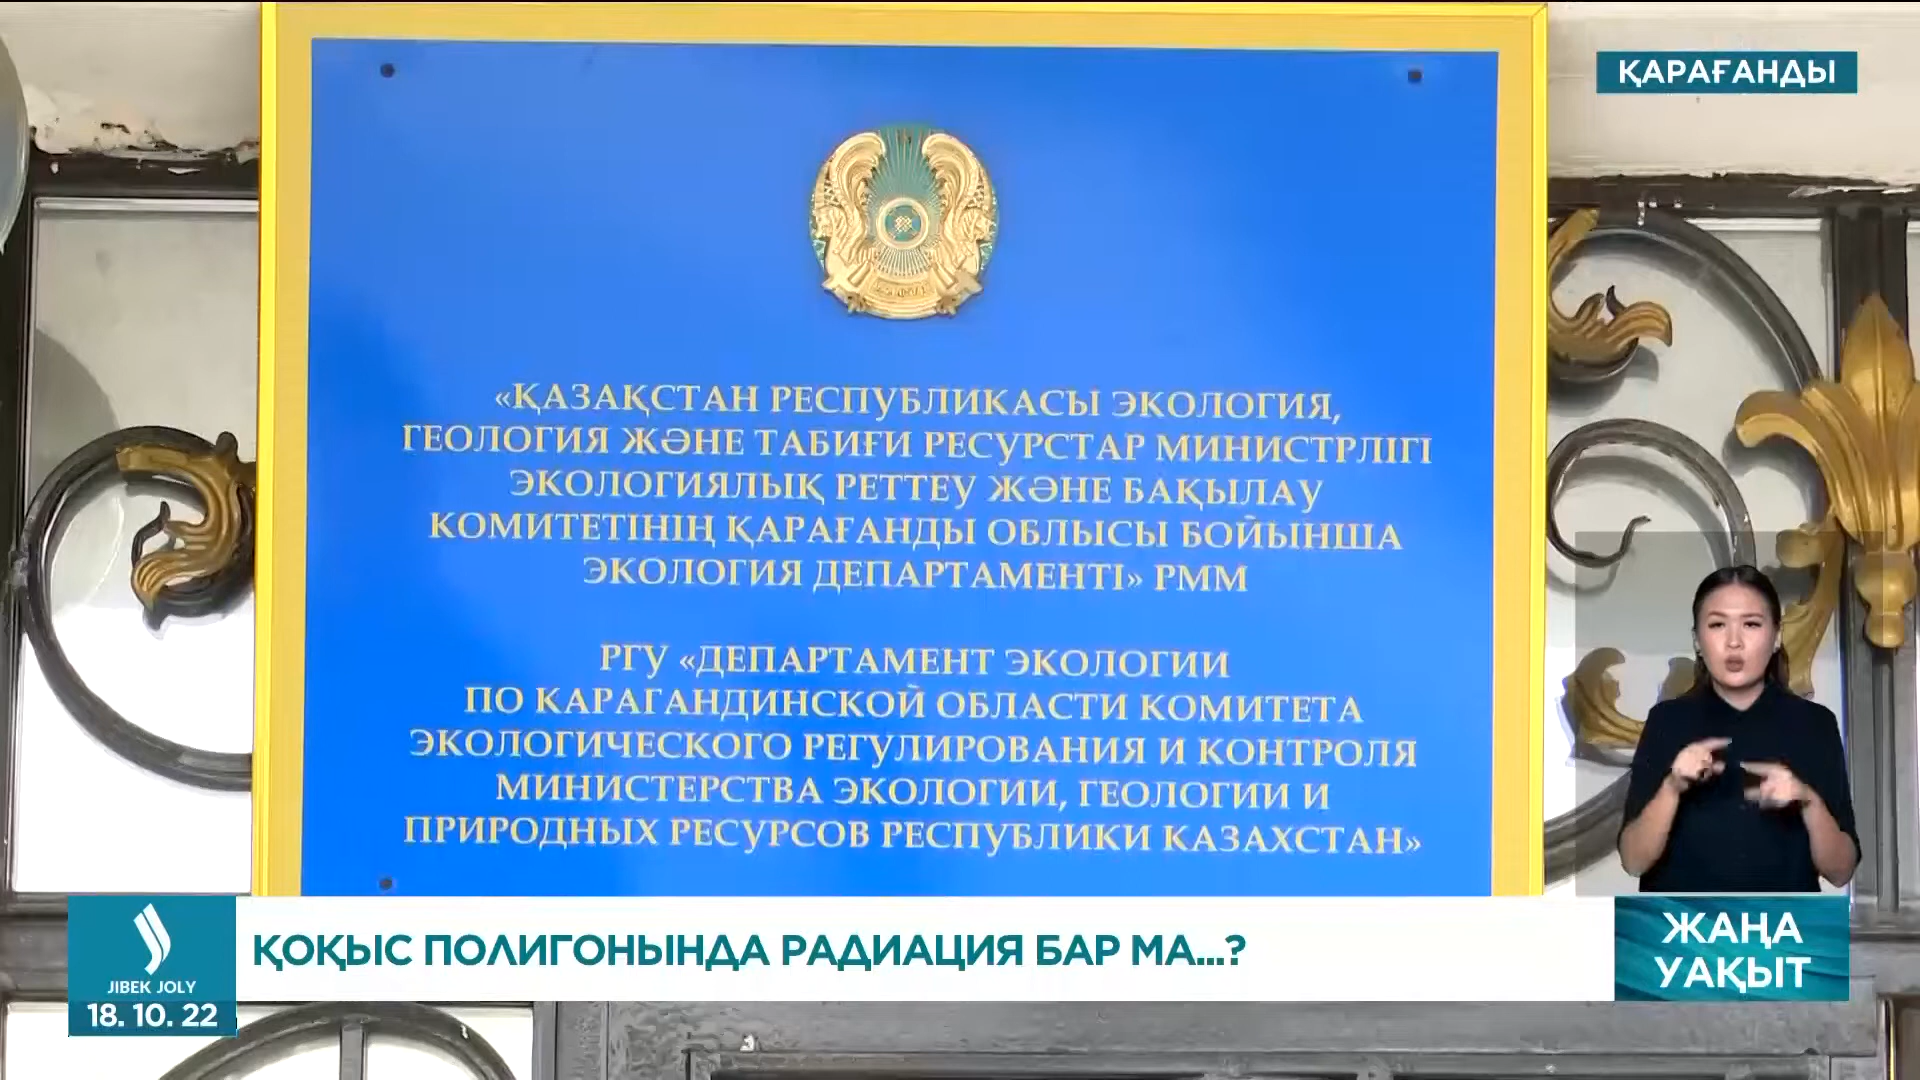 ҚАРАҒАНДЫ
«ҚАЗАҚСТАН РЕСПУБЛИКАСЫ ЭКОЛОГИЯ,
ГЕОЛОГИЯ ЖӘНЕ ТАБИҒИ РЕСУРСТАР МИНИСТРЛІГІ
ЭКОЛОГИЯЛЫҚ РЕТТЕУ ЖӘНЕ БАҚЫЛАУ
КОМИТЕТІНІҢ ҚАРАҒАНДЫ ОБЛЫСЫ БОЙЫНША
ЭКОЛОГИЯ ДЕПАРТАМЕНТІ» РММ
РГУ «ДЕПАРТАМЕНТ ЭКОЛОГИИ
ПО КАРАГАНДИНСКОЙ ОБЛАСТИ КОМИТЕТА
ЭКОЛОГИЧЕСКОГО РЕГУЛИРОВАНИЯ И КОНТРОЛЯ
МИНИСТЕРСТВА ЭКОЛОГИИ, ГЕОЛОГИИ И
ПРИРОДНЫХ РЕСУРСОВ РЕСПУБЛИКИ КАЗАХСТАН»
ҚОҚЫС ПОЛИГОНЫНДА РАДИАЦИЯ БАР МА...?
JIBEK JOLY
18. 10. 22
ЖАҢА
УАҚЫТ